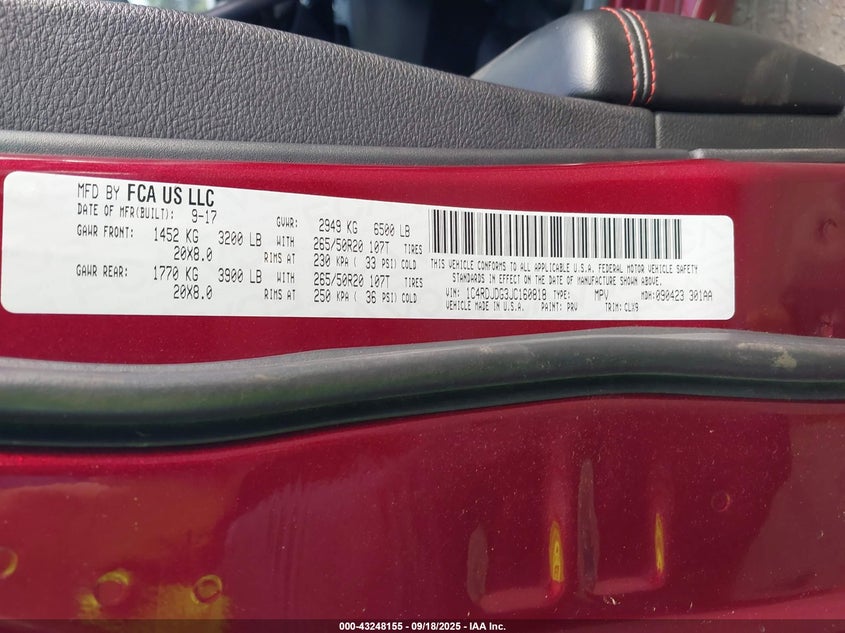 MFD BY FCA US LLC
DATE OF MFR(BUILT): 9-17 GVWR: 2949 KG 6500 LB
GAWR FRONT: 1452 KG 3200 LB WITH 265/50R20 107T TIRES
20X8.0 RIMS AT 230 KPA ( 33 PSI) COLD
GAWR REAR: 1770 KG 3900 LB WITH 265/50R20 107T TIRES
20X8.0 RIMS AT 250 KPA ( 36 PSI) COLD
THIS VEHICLE CONFORMS TO ALL APPLICABLE U.S.A. FEDERAL MOTOR VEHICLE SAFETY
STANDARDS IN EFFECT ON THE DATE OF MANUFACTURE SHOWN ABOVE.
VIN: 1C4RDJDG3JC160818 TYPE: MPV MDH: 090423 301AA
VEHICLE MADE IN U.S.A. PAINT: PRV TRIM: CLX9
000-43248155 - 09/18/2025 - IAA Inc.